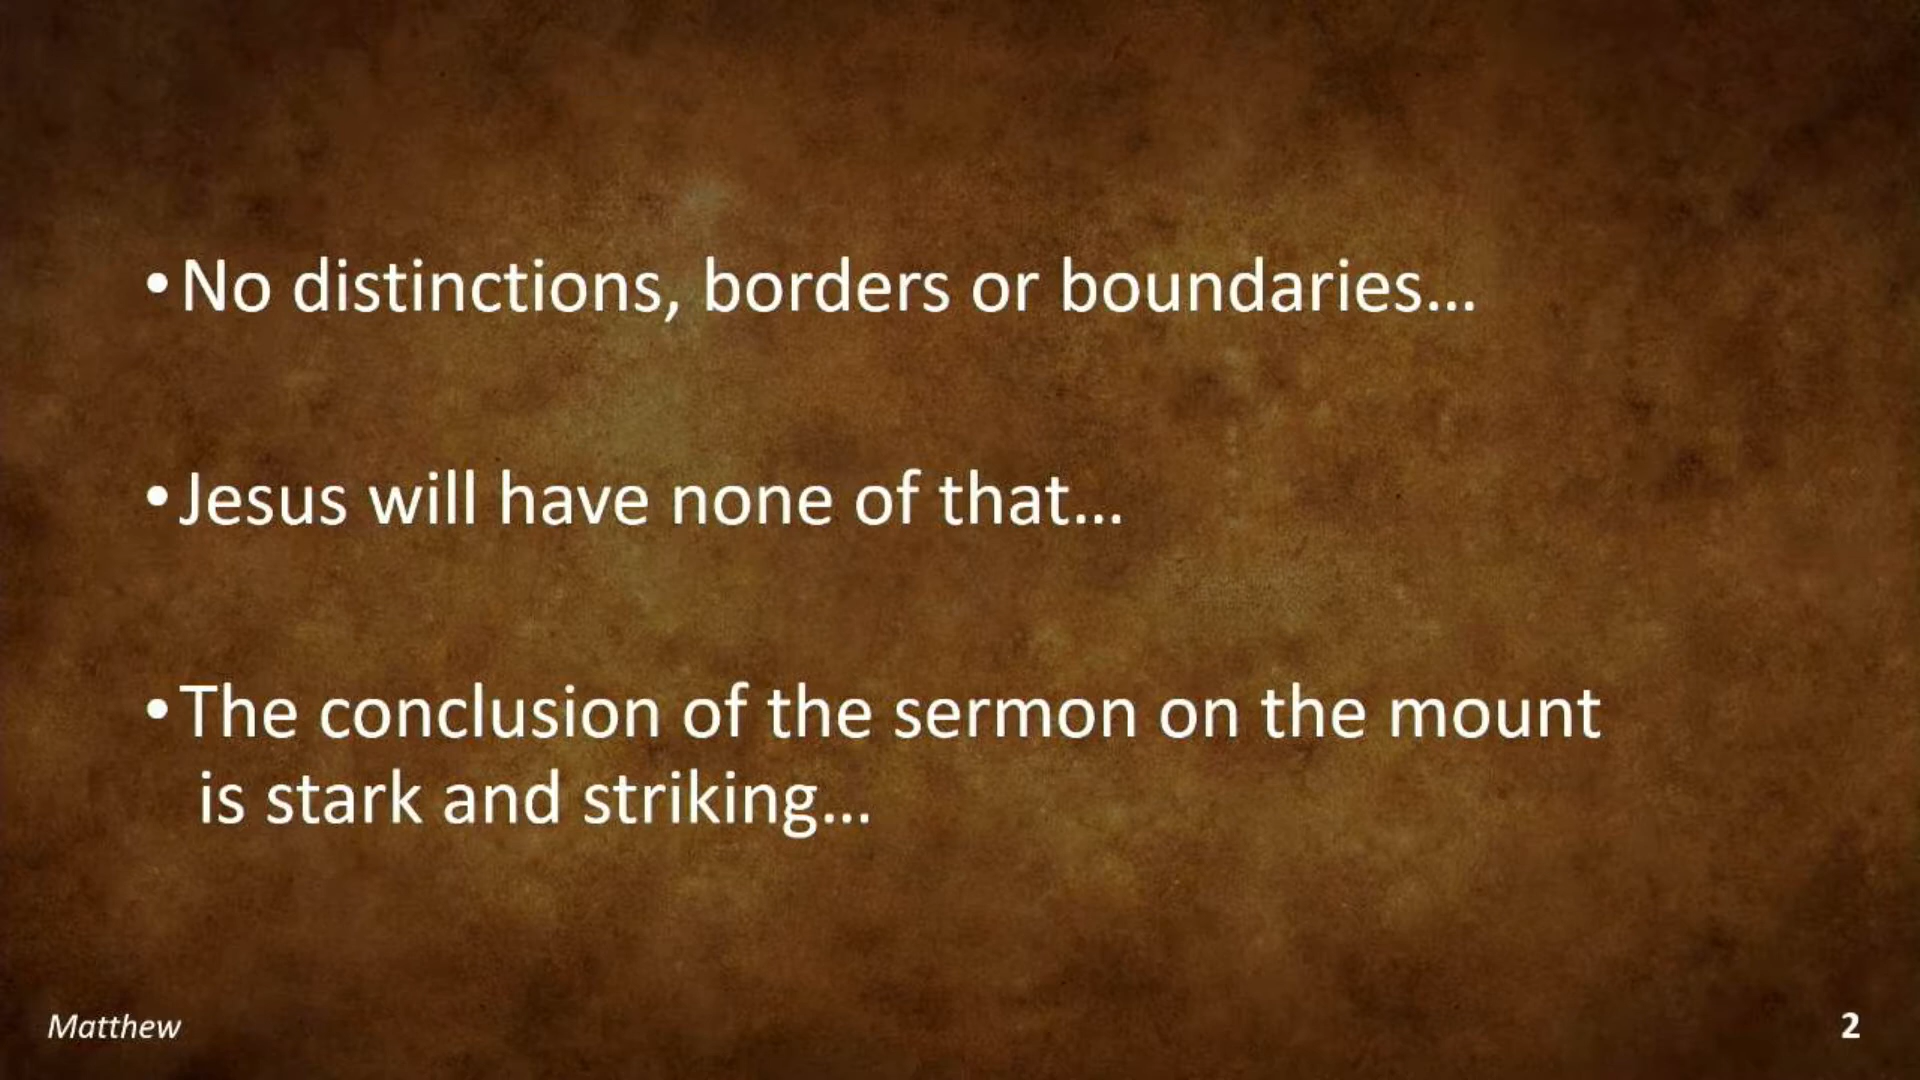 •No distinctions, borders or boundaries...
•Jesus will have none of that...
•The conclusion of the sermon on the mount
is stark and striking...
Matthew
2